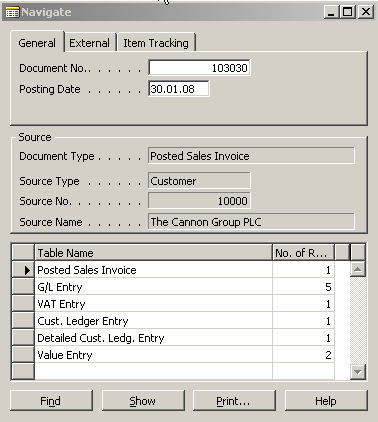 Navigate
General External Item Tracking
Document No. . . . . . . 103030
Posting Date . . . . . . 30.01.08
Source
Document Type . . . . . Posted Sales Invoice
Source Type . . . . . . Customer
Source No. . . . . . . . 10000
Source Name . . . . . . The Cannon Group PLC
Table Name No. of R...
Posted Sales Invoice 1
G/L Entry 5
VAT Entry 1
Cust. Ledger Entry 1
Detailed Cust. Ledg. Entry 1
Value Entry 2
Find Show Print... Help